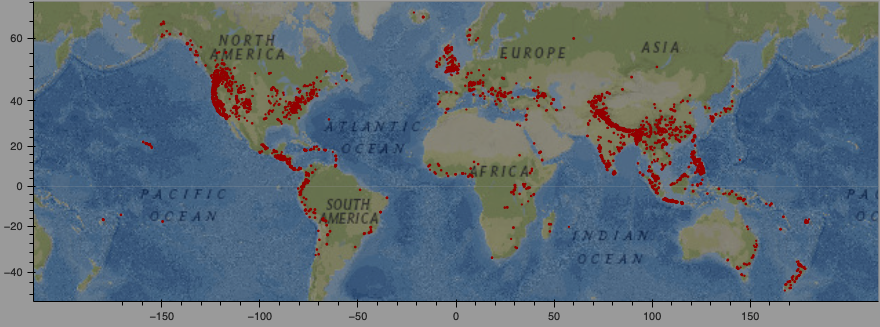 NORTH
AMERICA
EUROPE
ASIA
ATLANTIC
OCEAN
AFRICA
PACIFIC
OCEAN
SOUTH
AMERICA
INDIAN
OCEAN
PA
OC
60
40
20
0
−20
−40
−150
−100
−50
0
50
100
150